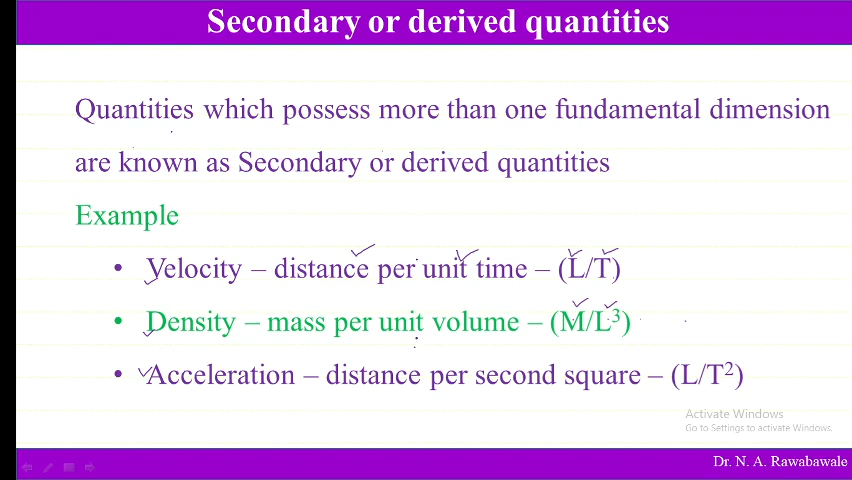 Secondary or derived quantities
Quantities which possess more than one fundamental dimension
are known as Secondary or derived quantities
Example
• Velocity – distance per unit time – (L/T)
• Density – mass per unit volume – (M/L³)
• Acceleration – distance per second square – (L/T²)
Activate Windows
Go to Settings to activate Windows.
Dr. N. A. Rawabawale